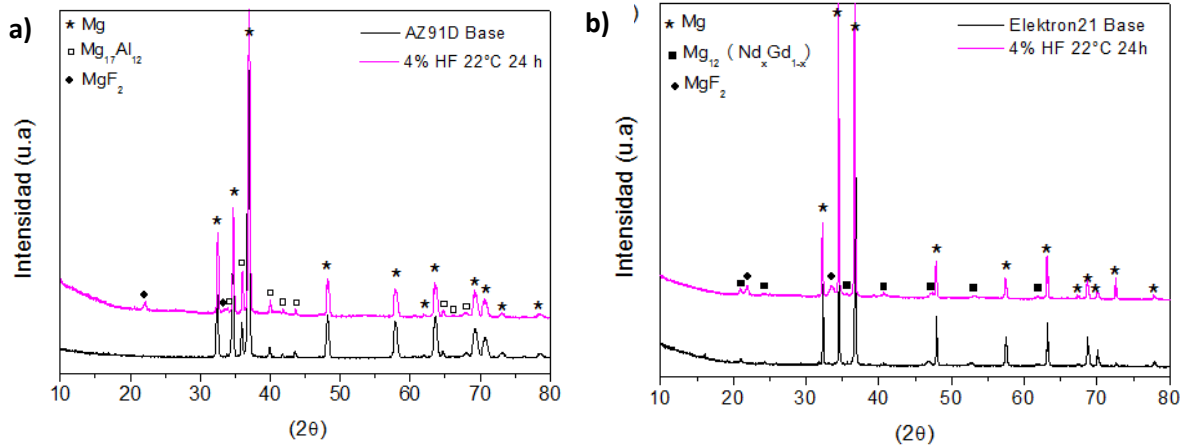 a)
* Mg
□ Mg17Al12
◆ MgF2
AZ91D Base
4% HF 22°C 24 h
Intensidad (u.a)
10 20 30 40 50 60 70 80
(2θ)
b)
)
* Mg
■ Mg12 (NdxGd1-x)
◆ MgF2
Elektron21 Base
4% HF 22°C 24h
Intensidad (u.a)
10 20 30 40 50 60 70 80
(2θ)